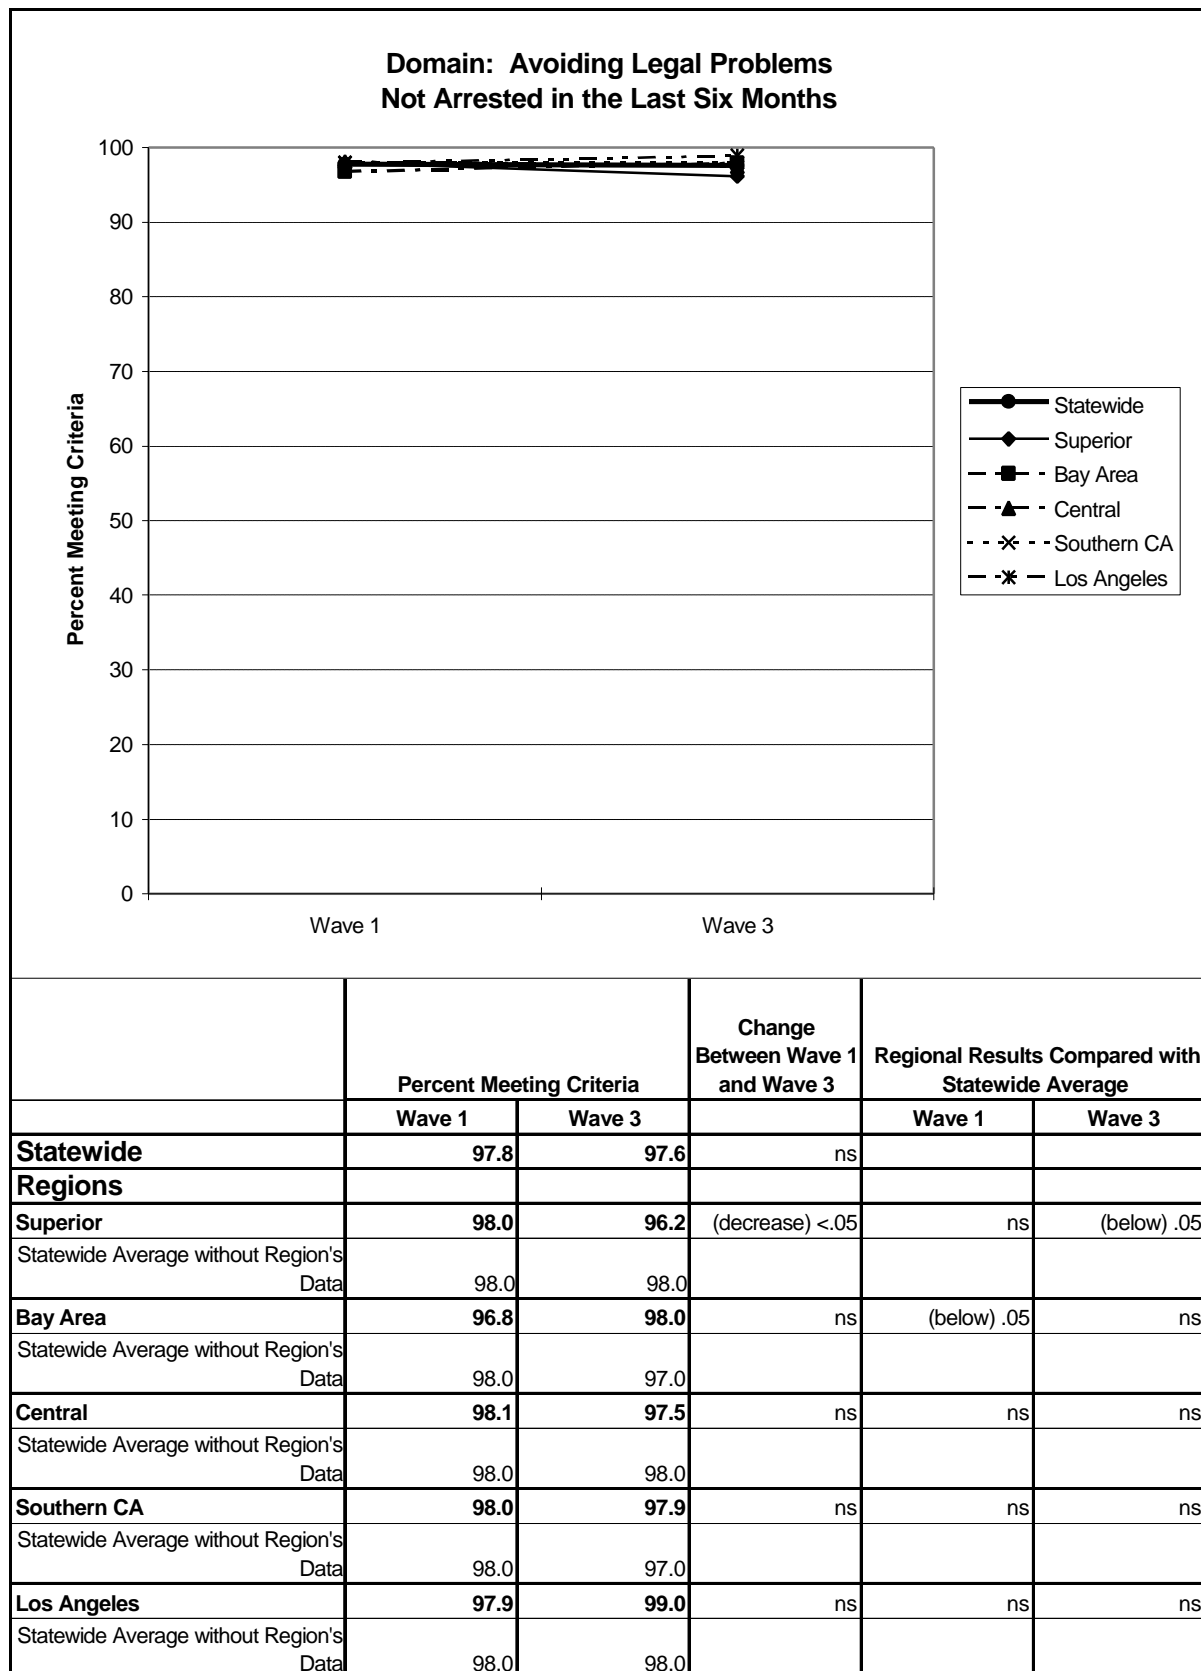 Domain: Avoiding Legal Problems
Not Arrested in the Last Six Months
Percent Meeting Criteria
100
90
80
70
60
50
40
30
20
10
0
Wave 1 Wave 3
Statewide
Superior
Bay Area
Central
Southern CA
Los Angeles
Percent Meeting Criteria
Change
Between Wave 1
and Wave 3
Regional Results Compared with
Statewide Average
Wave 1 Wave 3 Wave 1 Wave 3
Statewide 97.8 97.6 ns
Regions
Superior 98.0 96.2 (decrease) <.05 ns (below) .05
Statewide Average without Region's
Data 98.0 98.0
Bay Area 96.8 98.0 ns (below) .05 ns
Statewide Average without Region's
Data 98.0 97.0
Central 98.1 97.5 ns ns ns
Statewide Average without Region's
Data 98.0 98.0
Southern CA 98.0 97.9 ns ns ns
Statewide Average without Region's
Data 98.0 97.0
Los Angeles 97.9 99.0 ns ns ns
Statewide Average without Region's
Data 98.0 98.0